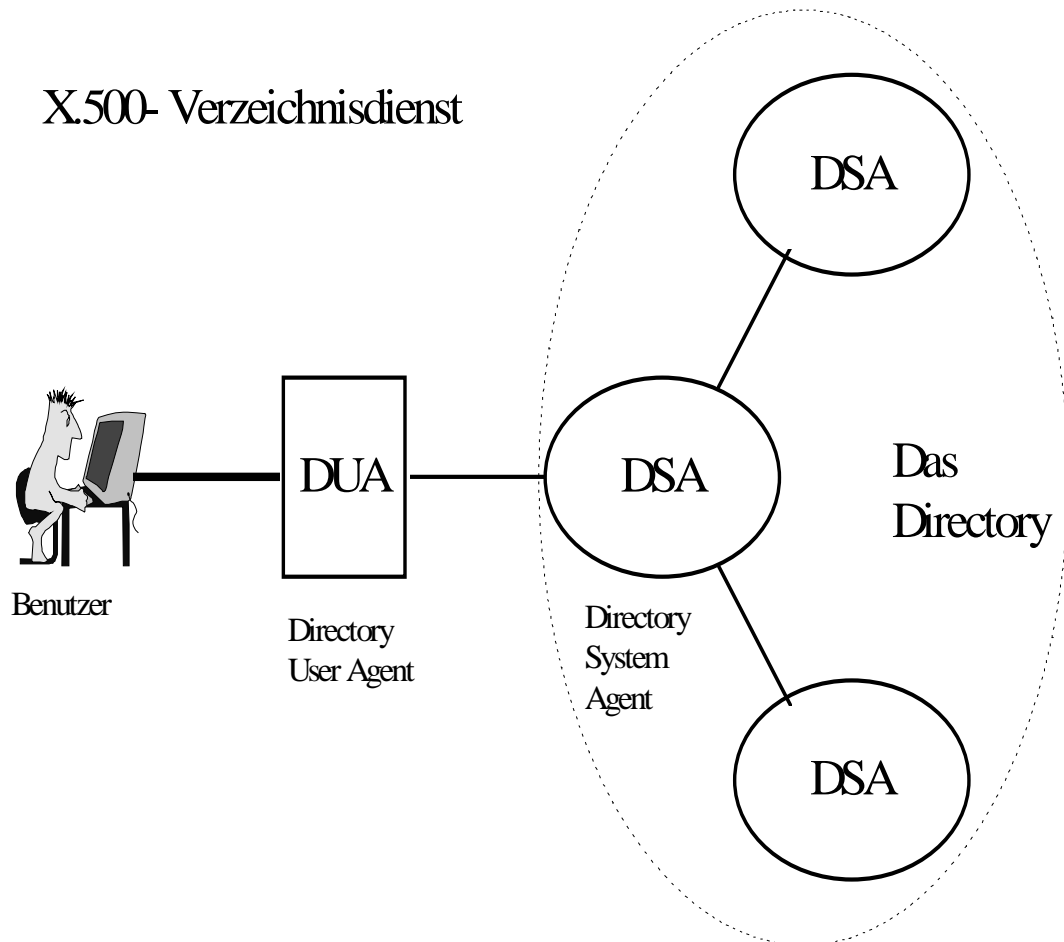 X.500- Verzeichnisdienst
DSA
DUA
DSA
Das
Directory
Benutzer
Directory
User Agent
Directory
System
Agent
DSA